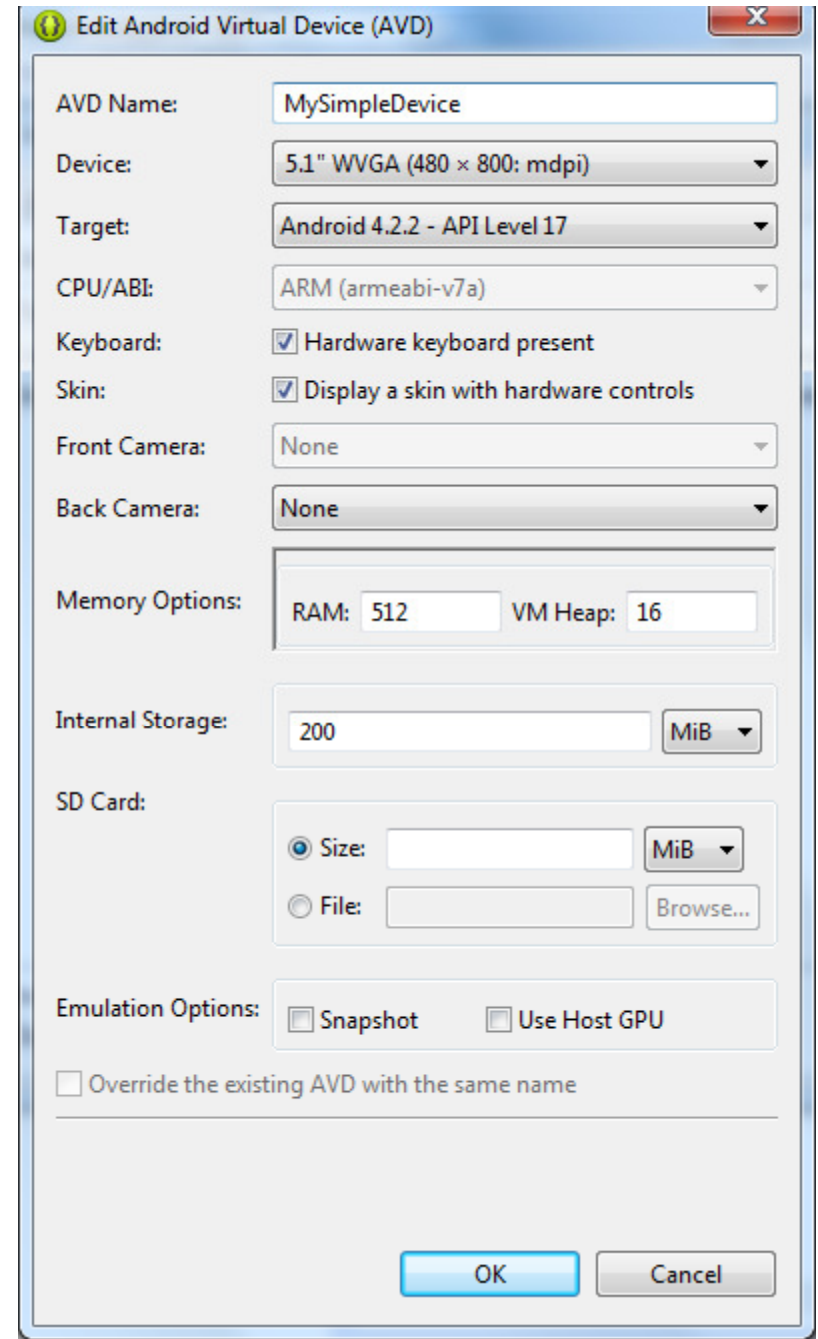 Edit Android Virtual Device (AVD)
AVD Name: MySimpleDevice
Device: 5.1" WVGA (480 × 800: mdpi)
Target: Android 4.2.2 - API Level 17
CPU/ABI: ARM (armeabi-v7a)
Keyboard: Hardware keyboard present
Skin: Display a skin with hardware controls
Front Camera: None
Back Camera: None
Memory Options: RAM: 512 VM Heap: 16
Internal Storage: 200 MiB
SD Card:
Size: MiB
File: Browse...
Emulation Options: Snapshot Use Host GPU
Override the existing AVD with the same name
OK Cancel